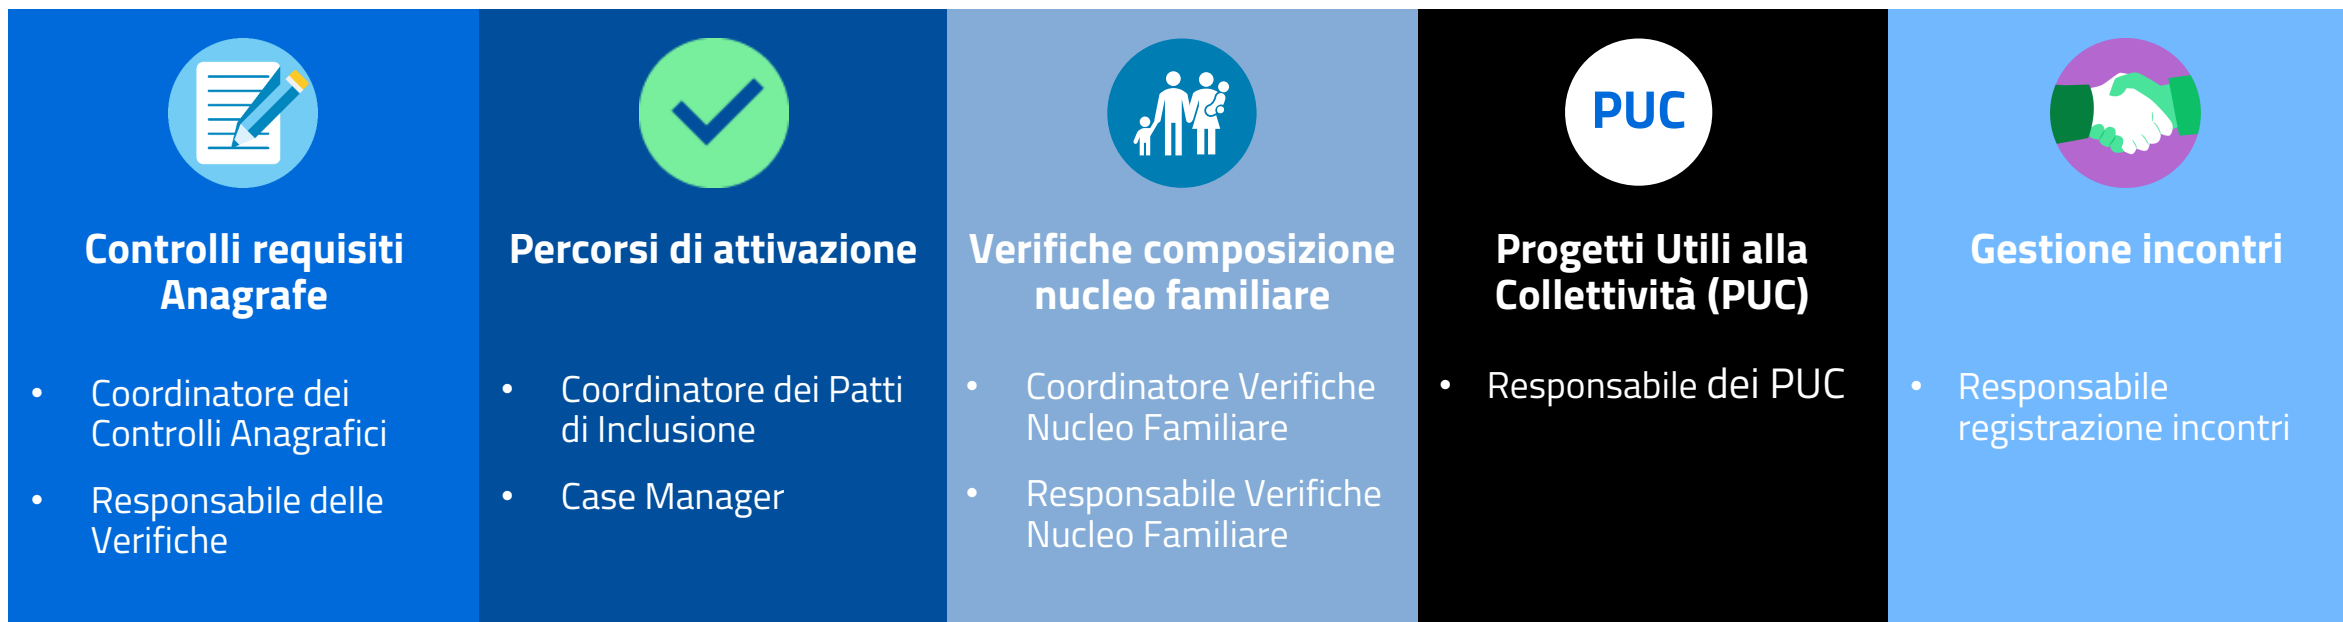 Controlli requisiti
Anagrafe
• Coordinatore dei
Controlli Anagrafici
• Responsabile delle
Verifiche
Percorsi di attivazione
• Coordinatore dei Patti
di Inclusione
• Case Manager
Verifiche composizione
nucleo familiare
• Coordinatore Verifiche
Nucleo Familiare
• Responsabile Verifiche
Nucleo Familiare
PUC
Progetti Utili alla
Collettività (PUC)
• Responsabile dei PUC
Gestione incontri
• Responsabile
registrazione incontri